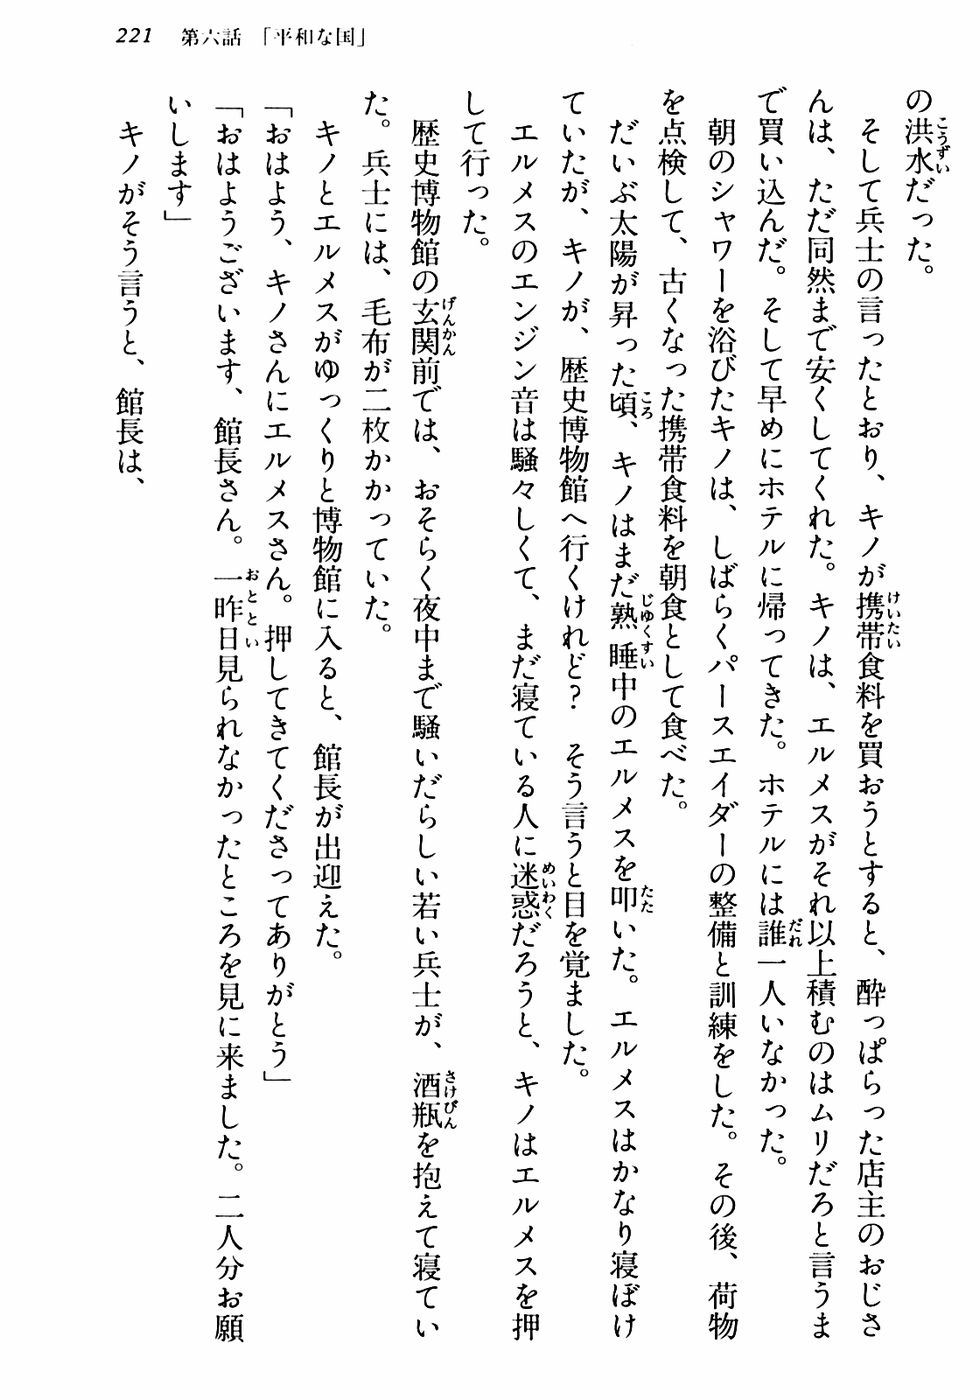 221 第六話 「平和な国」
の洪水だった。
そして兵士の言ったとおり、キノが携帯食料を買おうとすると、酔っぱらった店主のおじさ
んは、ただ同然まで安くしてくれた。キノは、エルメスがそれ以上積むのはムリだろと言うま
で買い込んだ。そして早めにホテルに帰ってきた。ホテルには誰一人いなかった。
朝のシャワーを浴びたキノは、しばらくパースエイダーの整備と訓練をした。その後、荷物
を点検して、古くなった携帯食料を朝食として食べた。
だいぶ太陽が昇った頃、キノはまだ熟睡中のエルメスを叩いた。エルメスはかなり寝ぼけ
ていたが、キノが、歴史博物館へ行くけれど？　そう言うと目を覚ました。
エルメスのエンジン音は騒々しくて、まだ寝ている人に迷惑だろうと、キノはエルメスを押
して行った。
歴史博物館の玄関前では、おそらく夜中まで騒いだらしい若い兵士が、酒瓶を抱えて寝てい
た。兵士には、毛布が二枚かかっていた。
キノとエルメスがゆっくりと博物館に入ると、館長が出迎えた。
「おはよう、キノさんにエルメスさん。押してきてくださってありがとう」
「おはようございます、館長さん。一昨日見られなかったところを見に来ました。二人分お願
いします」
キノがそう言うと、館長は、